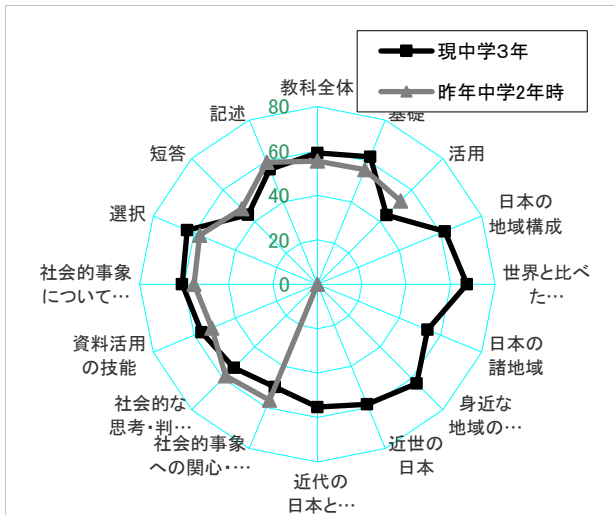 現中学3年
昨年中学2年時
教科全体
基礎
活用
日本の
地域構成
世界と比べ
た…
日本の
諸地域
身近な
地域の…
近世の
日本
近代の
日本と…
社会的事象
への関心・…
社会的な
思考・判…
資料活用
の技能
社会的事象
について…
選択
短答
記述
80
60
40
20
0